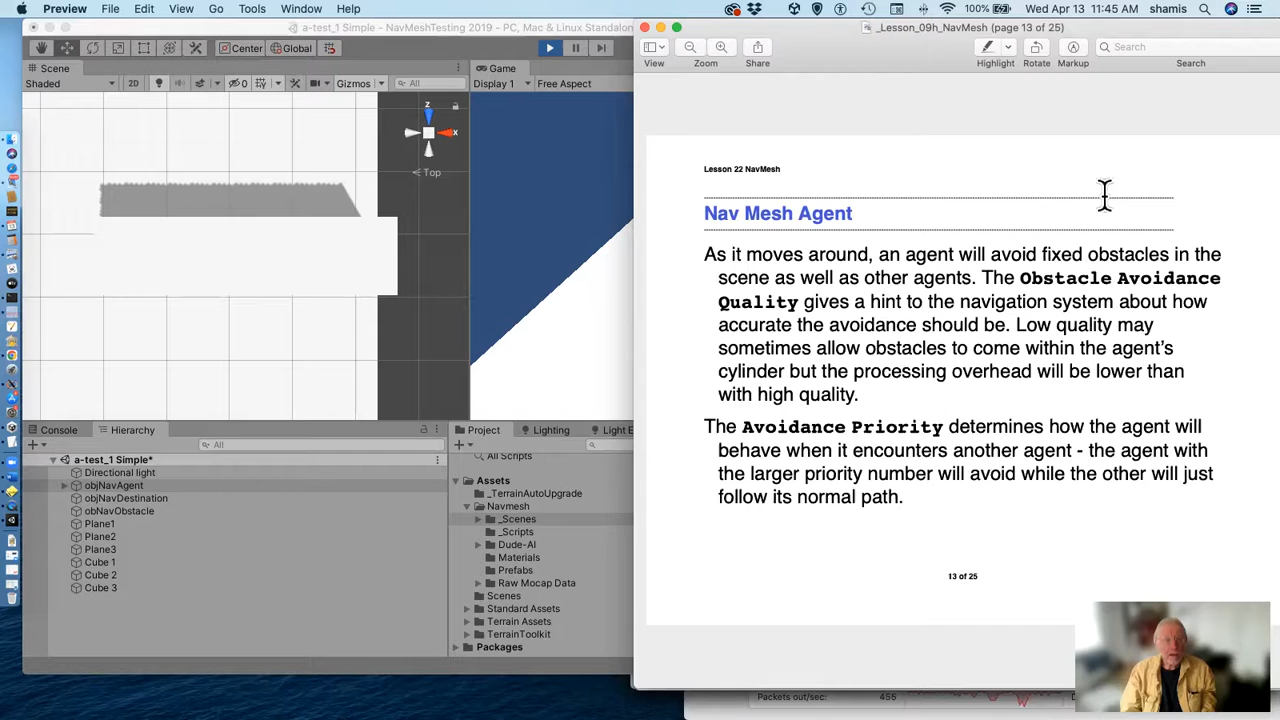 Preview File Edit View Go Tools Window Help
100% Wed Apr 13 11:45 AM shamis
a-test_1 - NavMeshTesting 2019 - PC, Mac & Linux Standalon
Center Global
Scene
Shaded 2D 0 Gizmos All
z
x
Top
Game
Display 1 Free Aspect
Console Hierarchy
All
a-test_1 Simple*
Directional light
objNavAgent
objNavDestination
obNavObstacle
Plane1
Plane2
Plane3
Cube 1
Cube 2
Cube 3
Project Lighting Light E
All Scripts
Assets
_TerrainAutoUpgrade
Navmesh
_Scenes
_Scripts
Dude-AI
Materials
Prefabs
Raw Mocap Data
Scenes
Standard Assets
Terrain Assets
TerrainToolkit
Packages
_Lesson_09h_NavMesh (page 13 of 25)
View Zoom Share Highlight Rotate Markup Search
Search
Lesson 22 NavMesh
Nav Mesh Agent
As it moves around, an agent will avoid fixed obstacles in the
scene as well as other agents. The Obstacle Avoidance
Quality gives a hint to the navigation system about how
accurate the avoidance should be. Low quality may
sometimes allow obstacles to come within the agent's
cylinder but the processing overhead will be lower than
with high quality.
The Avoidance Priority determines how the agent will
behave when it encounters another agent - the agent with
the larger priority number will avoid while the other will just
follow its normal path.
13 of 25
Packets out/sec: 455